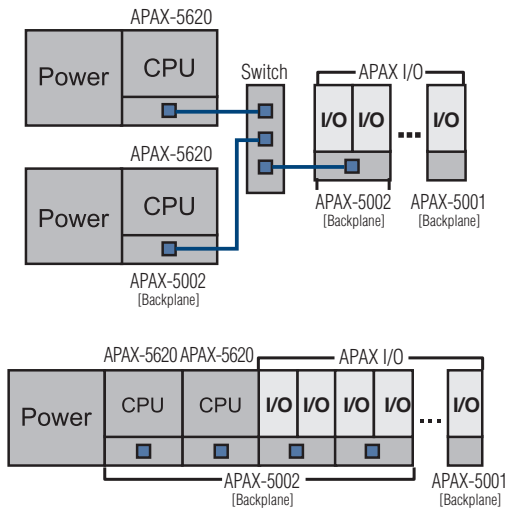 APAX-5620
Power
CPU
Switch
APAX I/O
I/O I/O ... I/O
APAX-5620
Power
CPU
APAX-5002
[Backplane]
APAX-5001
[Backplane]
APAX-5002
[Backplane]
APAX-5620 APAX-5620
APAX I/O
Power
CPU
CPU
I/O I/O I/O I/O ... I/O
APAX-5002
[Backplane]
APAX-5001
[Backplane]